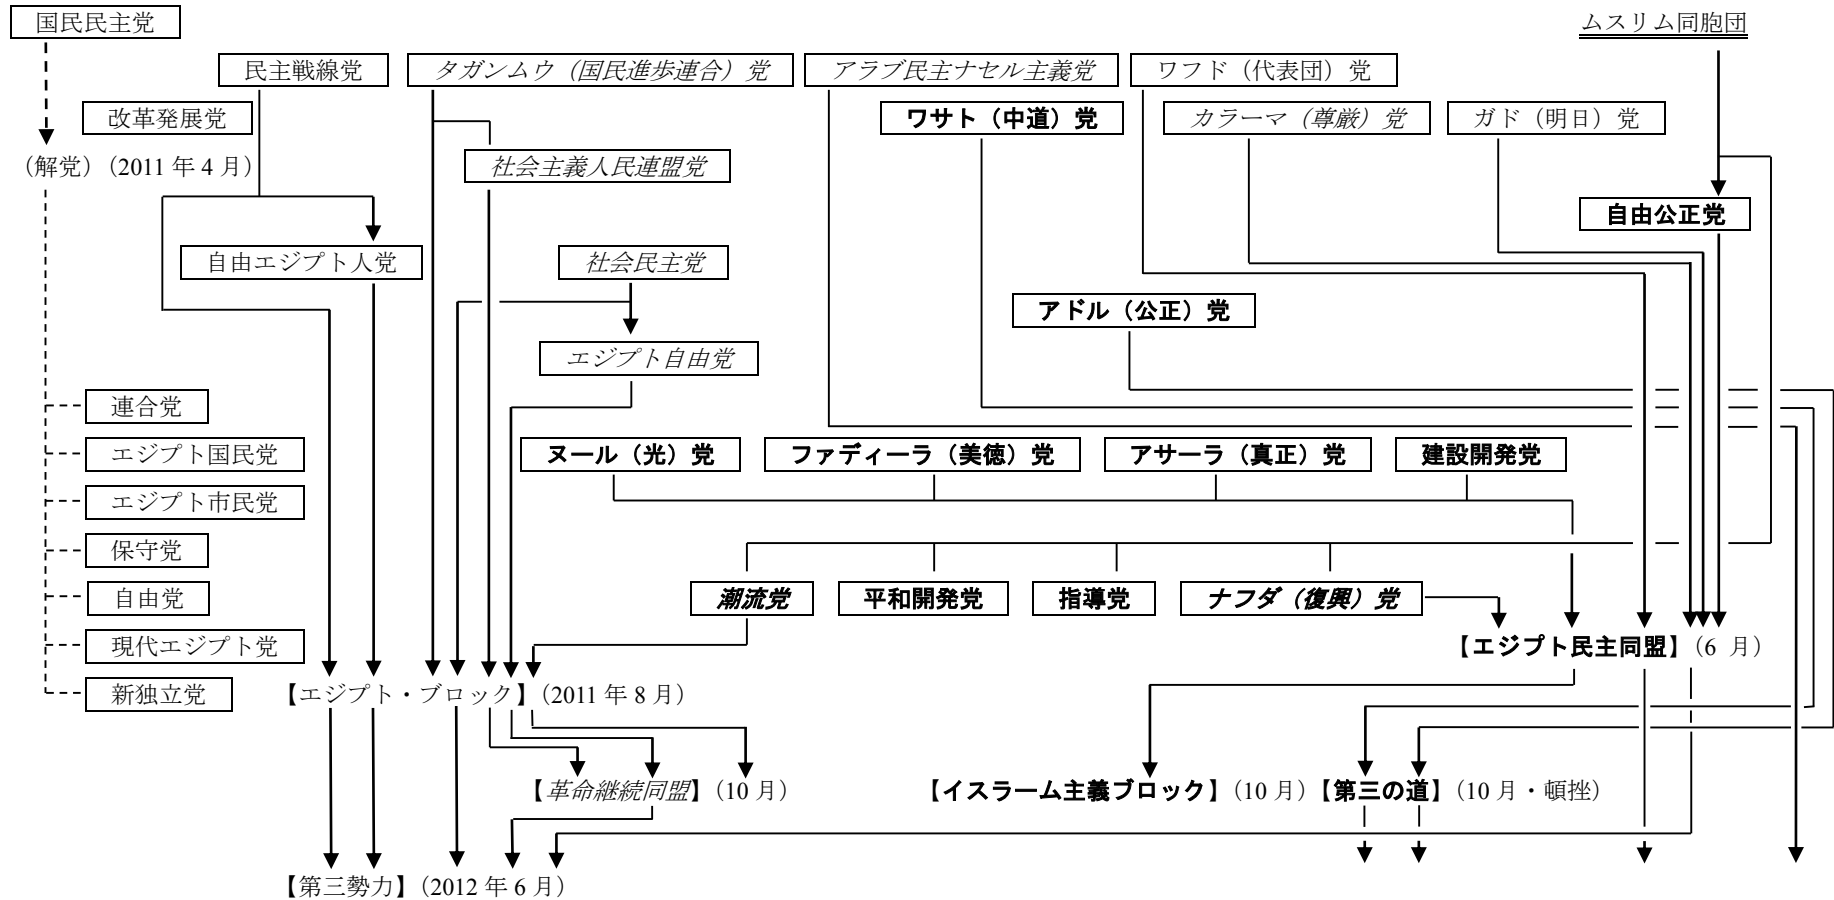 国民民主党
ムスリム同胞団
民主戦線党
タガンムウ（国民進歩連合）党
アラブ民主ナセル主義党
ワフド（代表団）党
改革発展党
ワサト（中道）党
カラーマ（尊厳）党
ガド（明日）党
（解党）（2011 年 4 月）
社会主義人民連盟党
自由公正党
自由エジプト人党
社会民主党
アドル（公正）党
エジプト自由党
連合党
エジプト国民党
ヌール（光）党
ファディーラ（美徳）党
アサーラ（真正）党
建設開発党
エジプト市民党
保守党
自由党
潮流党
平和開発党
指導党
ナフダ（復興）党
現代エジプト党
【エジプト民主同盟】（6 月）
新独立党
【エジプト・ブロック】（2011 年 8 月）
【革命継続同盟】（10 月）
【イスラーム主義ブロック】（10 月）
【第三の道】（10 月・頓挫）
【第三勢力】（2012 年 6 月）